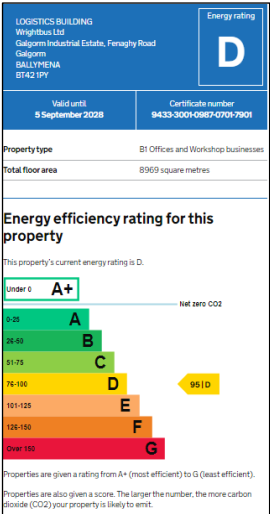 LOGISTICS BUILDING
Wrightbus Ltd
Galgorm Industrial Estate, Fenaghy Road
Galgorm
BALLYMENA
BT42 1PY
Energy rating
D
Valid until
5 September 2028
Certificate number
9433-3001-0987-0701-7901
Property type
B1 Offices and Workshop businesses
Total floor area
8969 square metres
Energy efficiency rating for this
property
This property's current energy rating is D.
Under 0 A+
Net zero CO2
0-25 A
26-50 B
51-75 C
76-100 D
95 | D
101-125 E
126-150 F
Over 150 G
Properties are given a rating from A+ (most efficient) to G (least efficient).
Properties are also given a score. The larger the number, the more carbon
dioxide (CO2) your property is likely to emit.